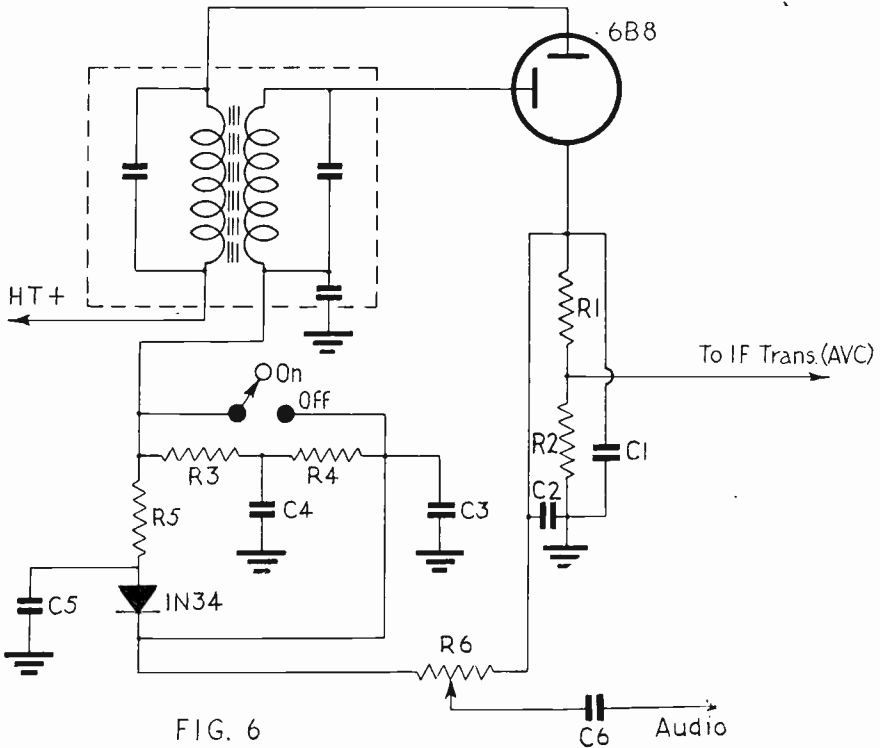 6B8
HT+
R1
To IF Trans.(AVC)
On
Off
R2
C1
R3
R4
C2
R5
C4
C3
C5
IN34
R6
FIG. 6
C6
Audio